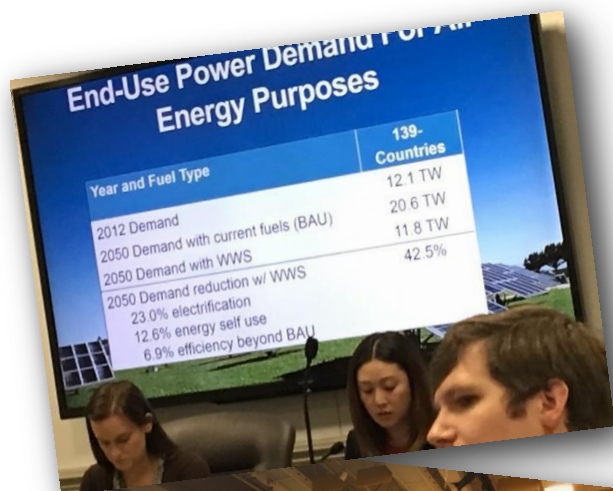 End-Use Power Demand For All
Energy Purposes
Year and Fuel Type 139-Countries
2012 Demand 12.1 TW
2050 Demand with current fuels (BAU) 20.6 TW
2050 Demand with WWS 11.8 TW
2050 Demand reduction w/ WWS 42.5%
23.0% electrification
12.6% energy self use
6.9% efficiency beyond BAU